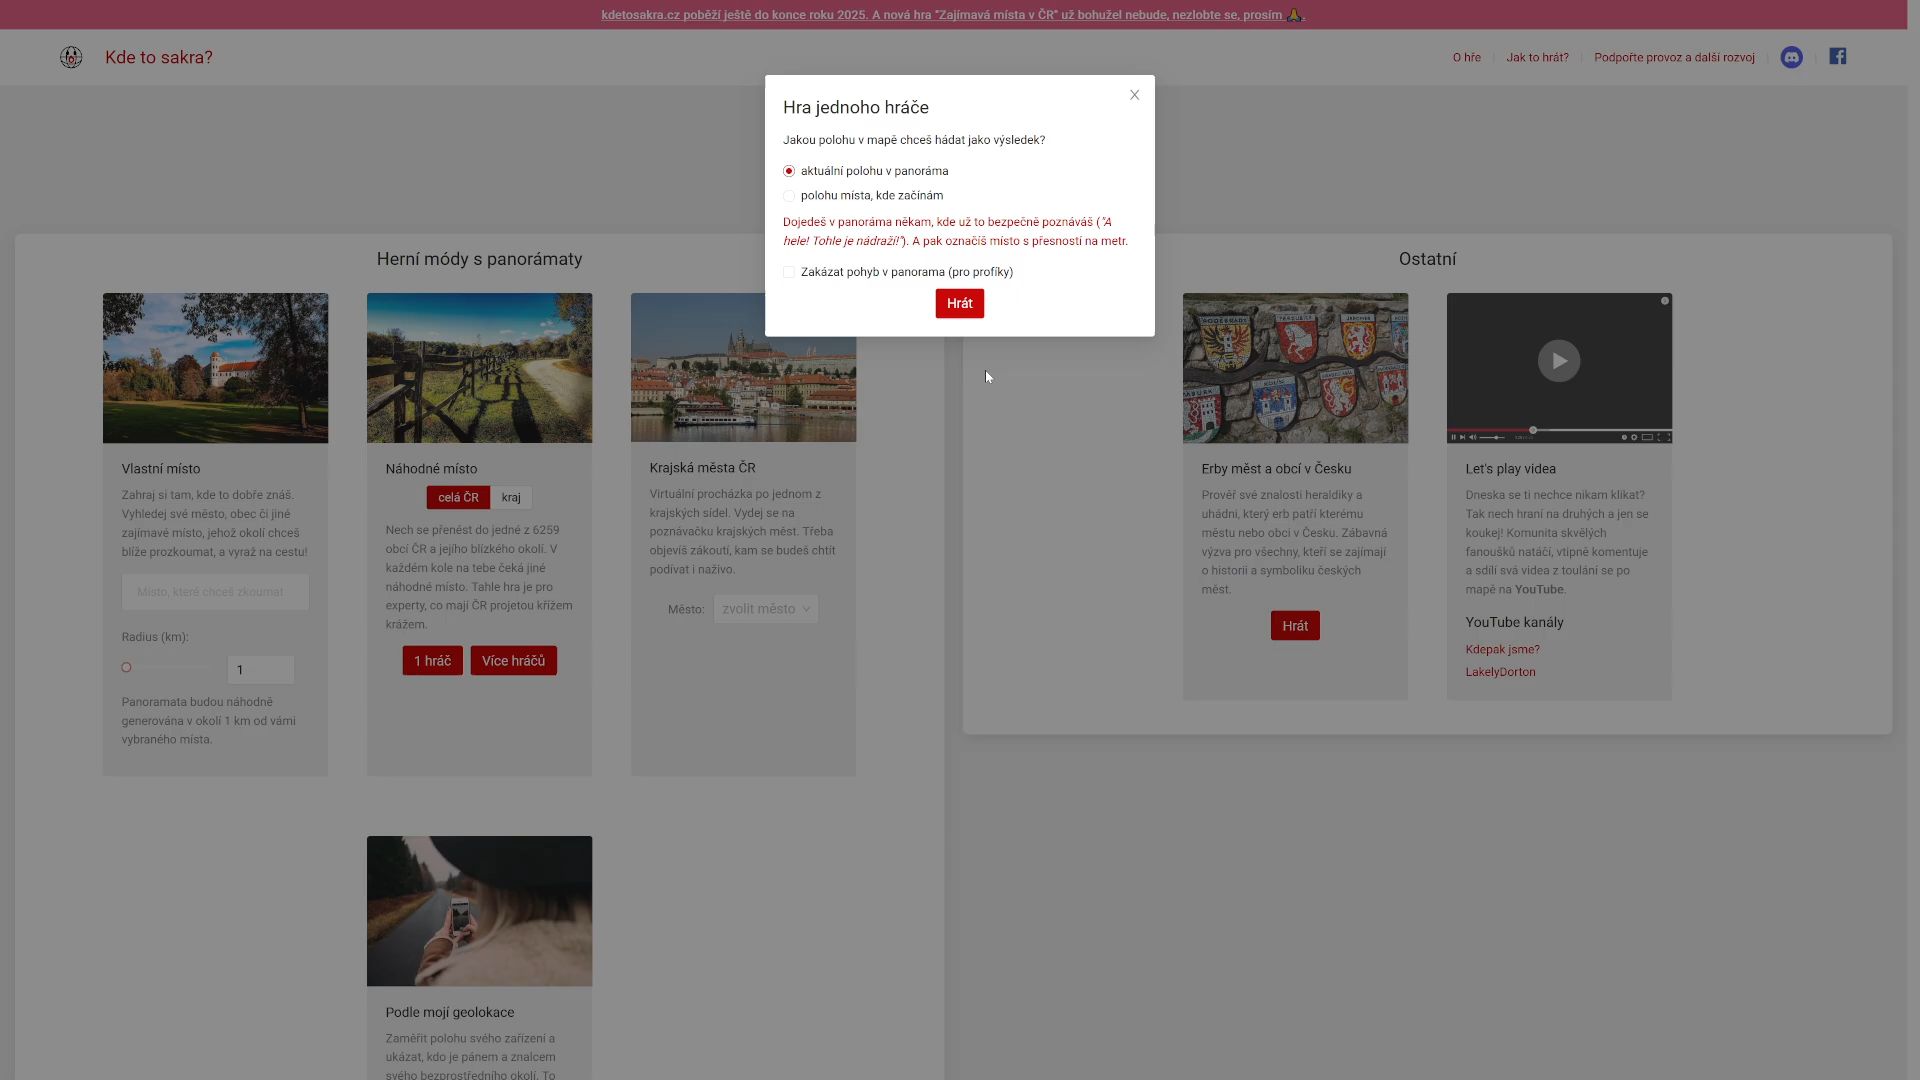 kdetosakra.cz poběží ještě do konce roku 2025. A nová hra "Zajímavá místa v ČR" už bohužel nebude, nezlobte se, prosím 🙏.
Kde to sakra?
O hře
Jak to hrát?
Podpořte provoz a další rozvoj
Hra jednoho hráče
Jakou polohu v mapě chceš hádat jako výsledek?
aktuální polohu v panoráma
polohu místa, kde začínám
Dojedeš v panoráma někam, kde už to bezpečně poznáváš ("A
hele! Tohle je nádraží!"). A pak označíš místo s přesností na metr.
Zakázat pohyb v panorama (pro profíky)
Hrát
Herní módy s panorámaty
Vlastní místo
Zahraj si tam, kde to dobře znáš.
Vyhledej své město, obec či jiné
zajímavé místo, jehož okolí chceš
blíže prozkoumat, a vyraž na cestu!
Místo, které chceš zkoumat
Radius (km):
1
Panoramata budou náhodně
generována v okolí 1 km od vámi
vybraného místa.
Náhodné místo
celá ČR
kraj
Nech se přenést do jedné z 6259
obcí ČR a jejího blízkého okolí. V
každém kole na tebe čeká jiné
náhodné místo. Tahle hra je pro
experty, co mají ČR projetou křížem
krážem.
1 hráč
Více hráčů
Krajská města ČR
Virtuální procházka po jednom z
krajských sídel. Vydej se na
poznávačku krajských měst. Třeba
objevíš zákoutí, kam se budeš chtít
podívat i naživo.
Město:
zvolit město
Podle mojí geolokace
Zaměřit polohu svého zařízení a
ukázat, kdo je pánem a znalcem
svého bezprostředního okolí. To
Ostatní
Erby měst a obcí v Česku
Prověř své znalosti heraldiky a
uhádni, který erb patří kterému
městu nebo obci v Česku. Zábavná
výzva pro všechny, kteří se zajímají
o historii a symboliku českých
měst.
Hrát
Let's play videa
Dneska se ti nechce nikam klikat?
Tak nech hraní na druhých a jen se
koukej! Komunita skvělých
fanoušků natáčí, vtipně komentuje
a sdílí svá videa z toulání se po
mapě na YouTube.
YouTube kanály
Kdepak jsme?
LakelyDorton